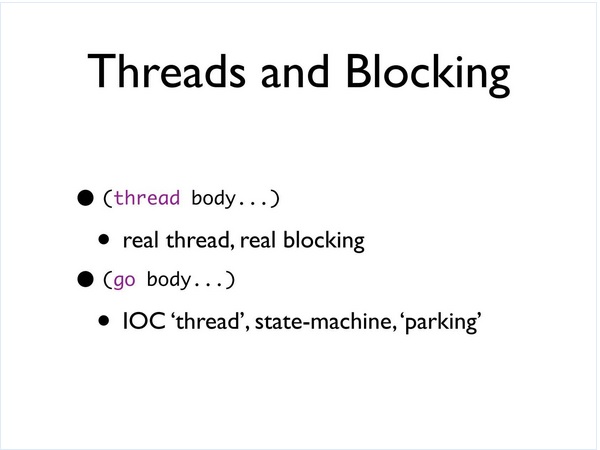 Threads and Blocking
• (thread body...)
• real thread, real blocking
• (go body...)
• IOC ‘thread’, state-machine, ‘parking’